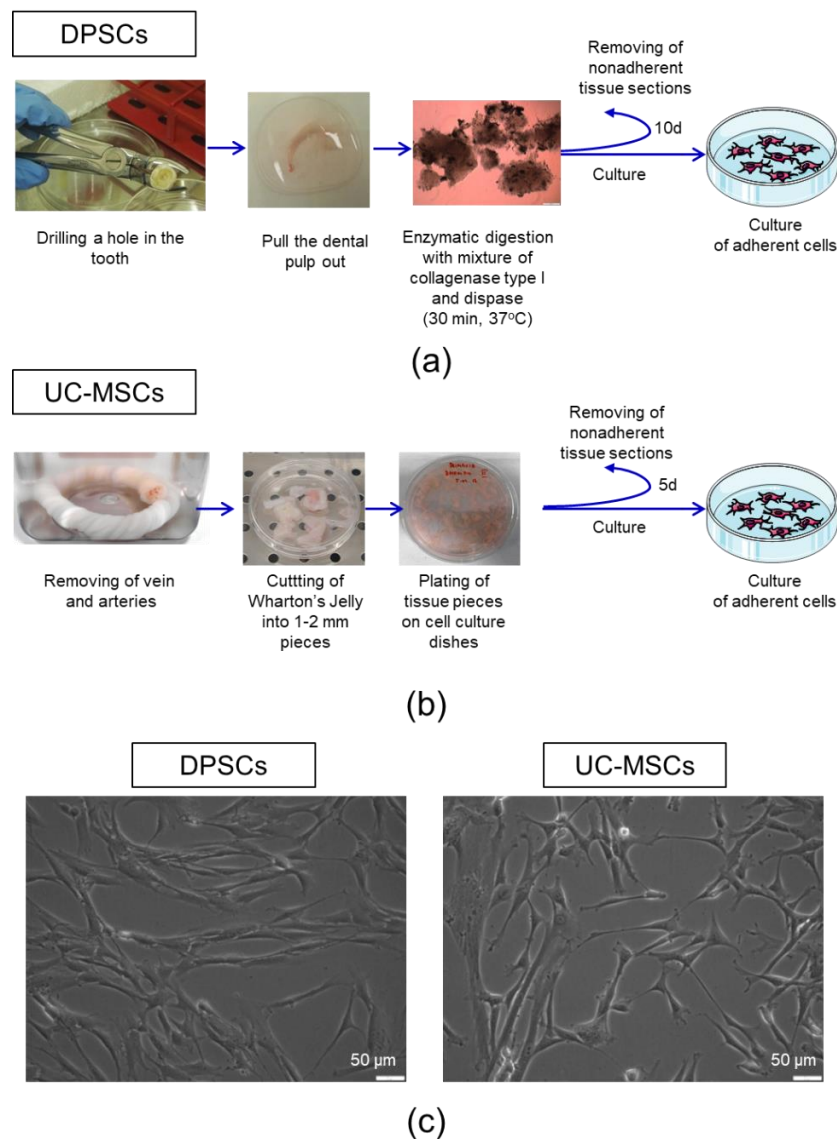 DPSCs
Removing of
nonadherent
tissue sections
10d
Culture
Drilling a hole in the
tooth
Pull the dental
pulp out
Enzymatic digestion
with mixture of
collagenase type I
and dispase
(30 min, 37°C)
Culture
of adherent cells
(a)
UC-MSCs
Removing of
nonadherent
tissue sections
5d
Culture
Removing of vein
and arteries
Cuttting of
Wharton's Jelly
into 1-2 mm
pieces
Plating of
tissue pieces
on cell culture
dishes
Culture
of adherent cells
(b)
DPSCs
UC-MSCs
50 µm
50 µm
(c)